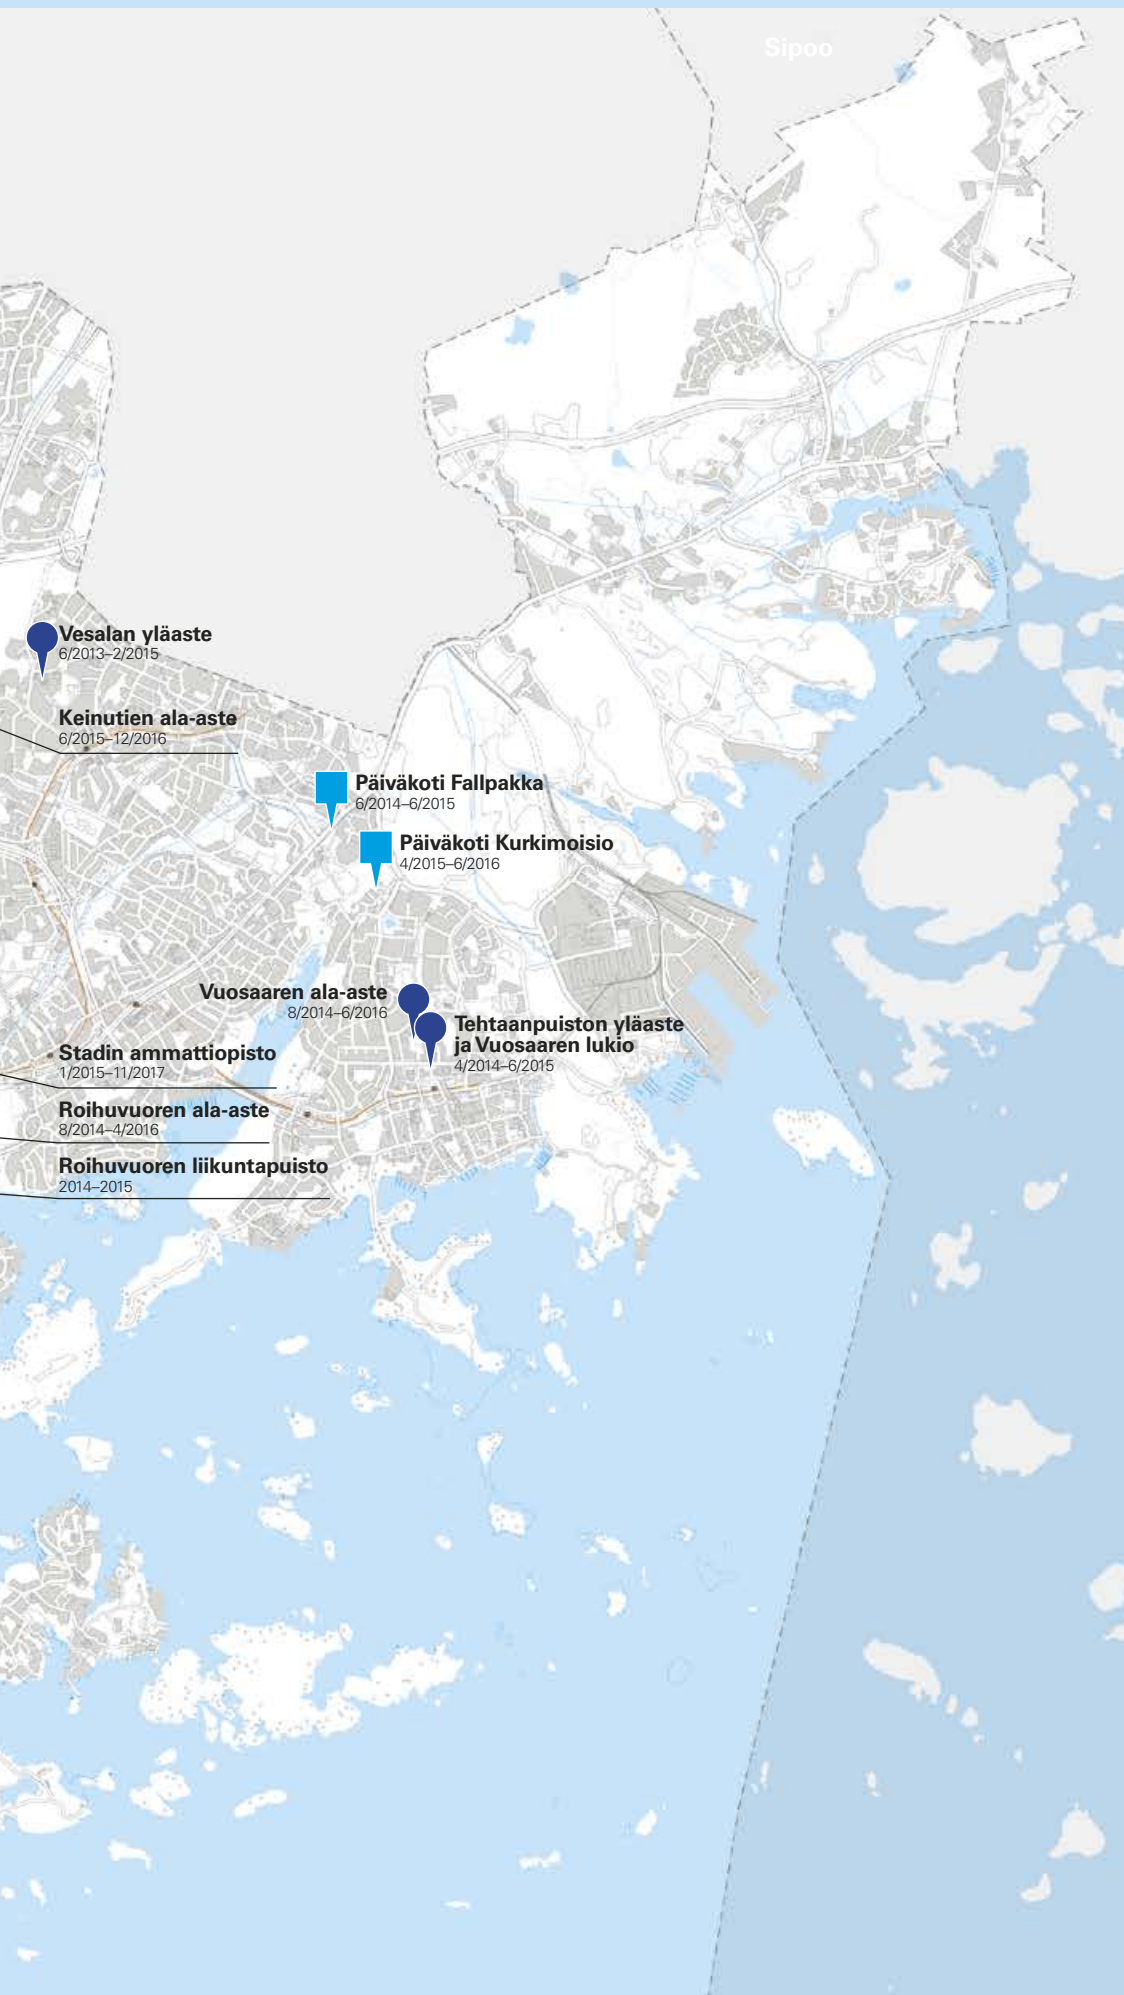 Sipoo
Vesalan yläaste
6/2013–2/2015
Keinutien ala-aste
6/2015–12/2016
Päiväkoti Fallpakka
6/2014–6/2015
Päiväkoti Kurkimoisio
4/2015–6/2016
Vuosaaren ala-aste
8/2014–6/2016
Tehtaanpuiston yläaste
ja Vuosaaren lukio
4/2014–6/2015
Stadin ammattiopisto
1/2015–11/2017
Roihuvuoren ala-aste
8/2014–4/2016
Roihuvuoren liikuntapuisto
2014–2015